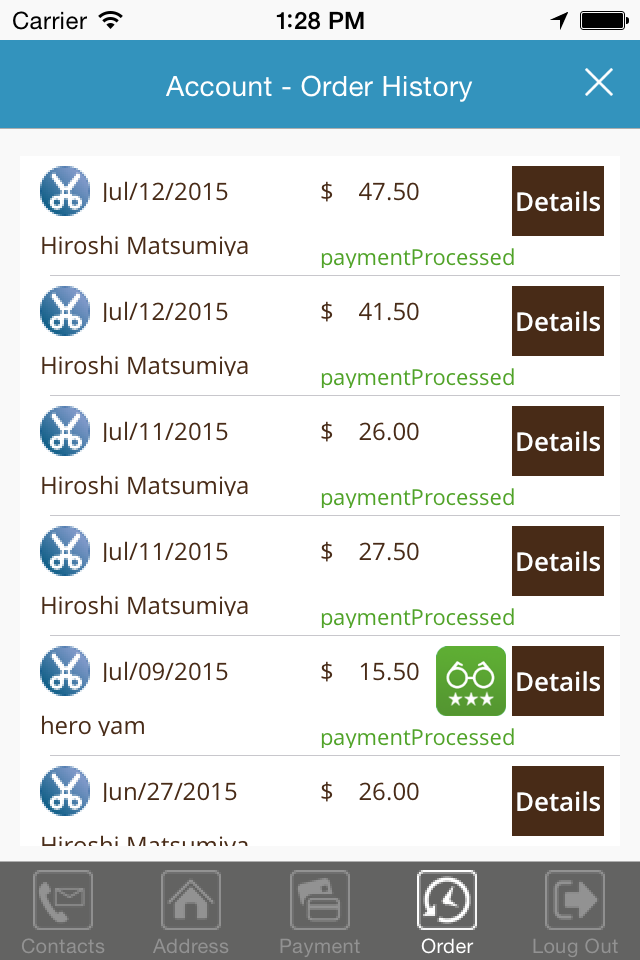 Carrier 1:28 PM
Account - Order History
Jul/12/2015 $ 47.50 Details
Hiroshi Matsumiya paymentProcessed
Jul/12/2015 $ 41.50 Details
Hiroshi Matsumiya paymentProcessed
Jul/11/2015 $ 26.00 Details
Hiroshi Matsumiya paymentProcessed
Jul/11/2015 $ 27.50 Details
Hiroshi Matsumiya paymentProcessed
Jul/09/2015 $ 15.50 Details
hero yam paymentProcessed
Jun/27/2015 $ 26.00 Details
Hiroshi Matsumiya
Contacts Address Payment Order Loug Out